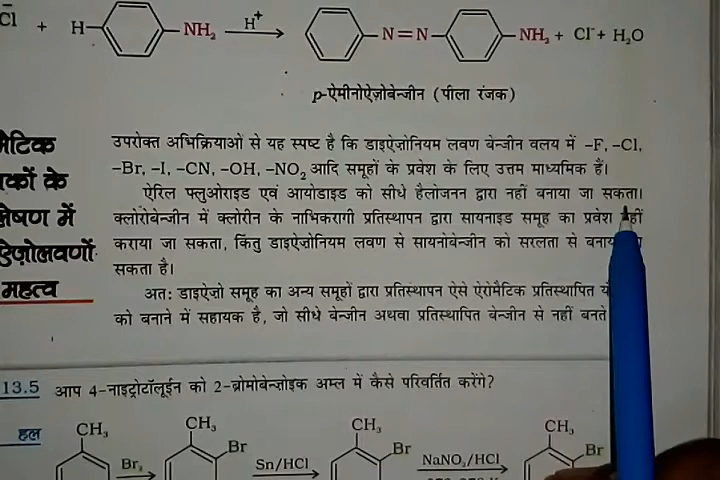 Cl̄ + H– –NH₂ H⁺ –N=N– –NH₂ + Cl⁻ + H₂O
p-ऐमीनोऐज़ोबेन्जीन (पीला रंजक)
मैटिक
कों के
लेषण में
इज़ोलवणों
महत्व
उपरोक्त अभिक्रियाओं से यह स्पष्ट है कि डाइऐज़ोनियम लवण बेन्जीन वलय में –F, –Cl,
–Br, –I, –CN, –OH, –NO₂ आदि समूहों के प्रवेश के लिए उत्तम माध्यमिक हैं।
ऐरिल फ्लुओराइड एवं आयोडाइड को सीधे हैलोजनन द्वारा नहीं बनाया जा सकता।
क्लोरोबेन्जीन में क्लोरीन के नाभिकरागी प्रतिस्थापन द्वारा सायनाइड समूह का प्रवेश नहीं
कराया जा सकता, किंतु डाइऐज़ोनियम लवण से सायनोबेन्जीन को सरलता से
सकता है।
अतः डाइऐज़ो समूह का अन्य समूहों द्वारा प्रतिस्थापन ऐसे ऐरोमैटिक प्रतिस्थापित
को बनाने में सहायक है, जो सीधे बेन्जीन अथवा प्रतिस्थापित बेन्जीन से नहीं बनते
13.5 आप 4-नाइट्रोटॉलूईन को 2-ब्रोमोबेन्ज़ोइक अम्ल में कैसे परिवर्तित करेंगे?
हल
CH₃ CH₃ CH₃ CH₃
Br₂ Br Sn/HCl Br NaNO₂/HCl Br